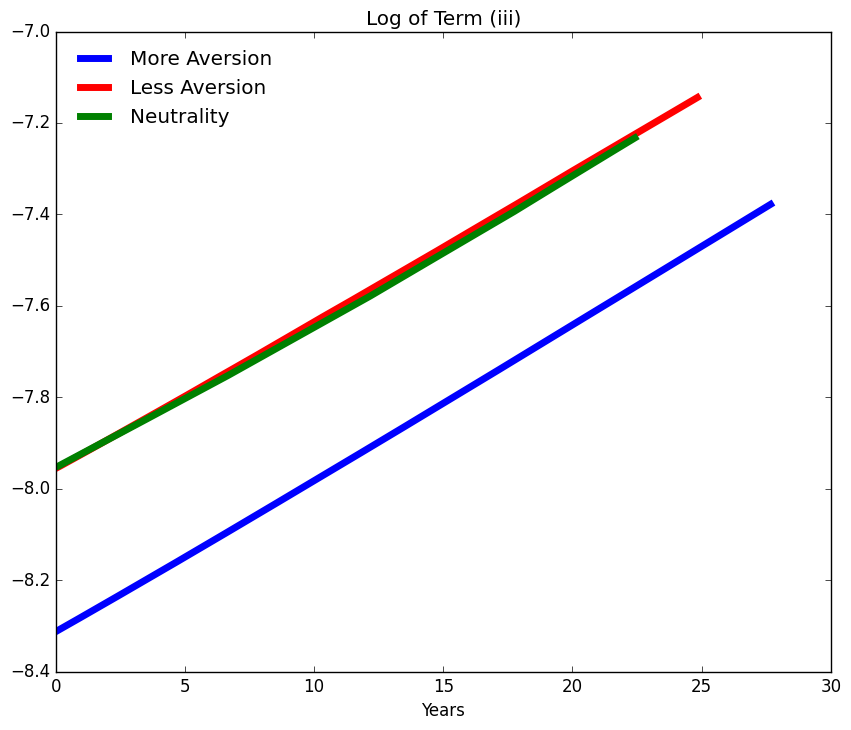 Log of Term (iii)
More Aversion
Less Aversion
Neutrality
−7.0
−7.2
−7.4
−7.6
−7.8
−8.0
−8.2
−8.4
0 5 10 15 20 25 30
Years